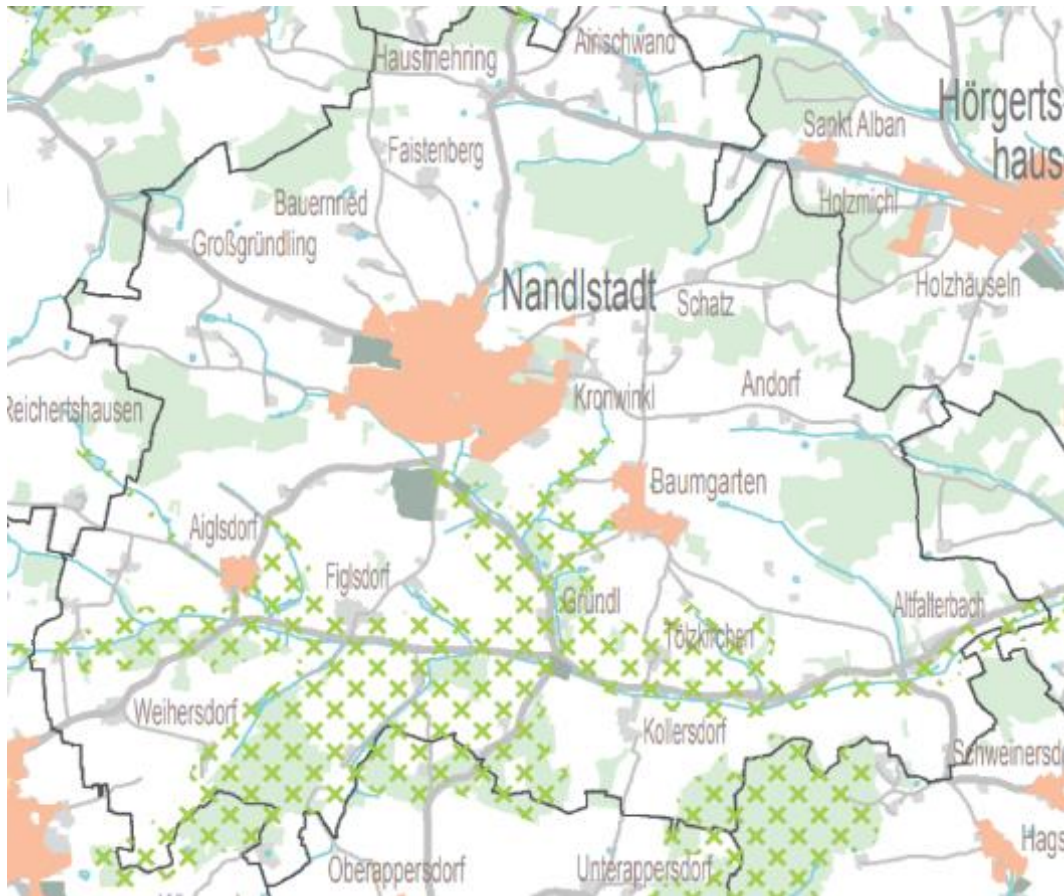 Airischwand
Haustnehring
Hörgerts
haus
Sankt Alban
Faistenberg
Bauernried
Holzmichl
Großgründling
Holzhäuseln
Nandlstadt
Schatz
Andorf
Kronwinkl
Reichertshausen
Baumgarten
Aiglsdorf
Figlsdorf
Gründl
Altfalterbach
Tölzkirchen
Weihersdorf
Kollersdorf
Schweinersd
Hags
Oberappersdorf
Unterappersdorf